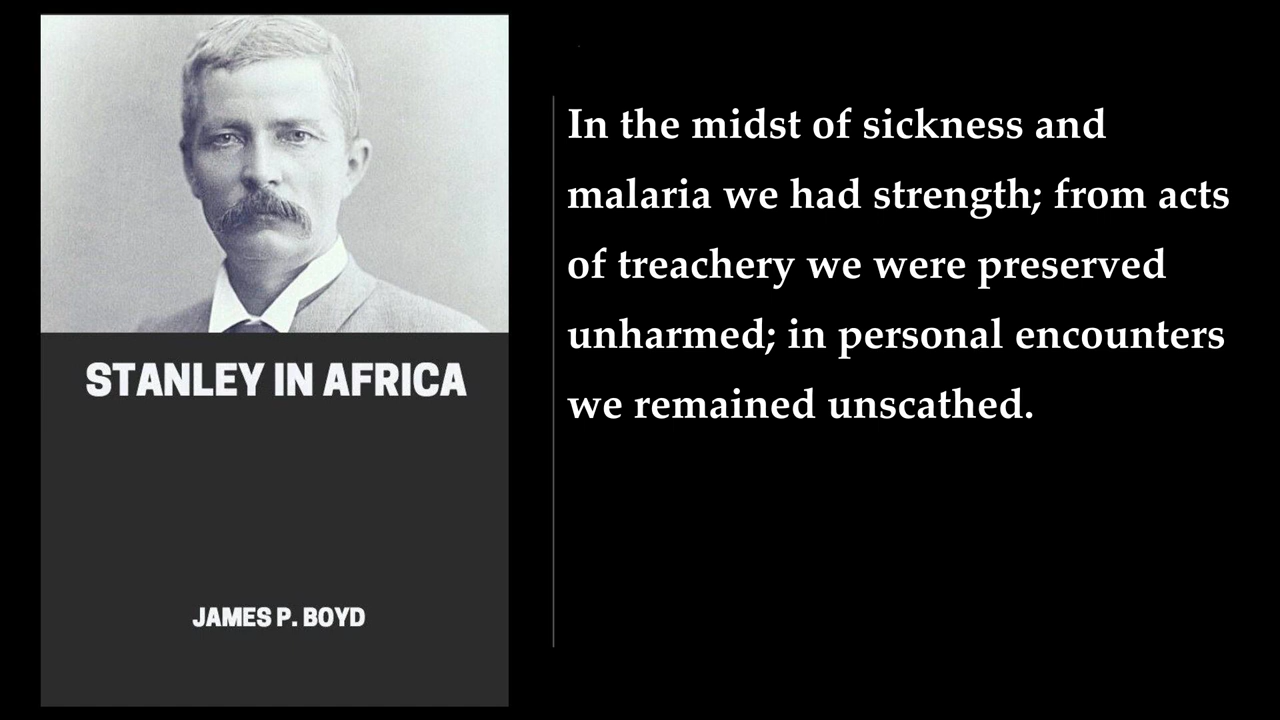 STANLEY IN AFRICA
JAMES P. BOYD
In the midst of sickness and
malaria we had strength; from acts
of treachery we were preserved
unharmed; in personal encounters
we remained unscathed.